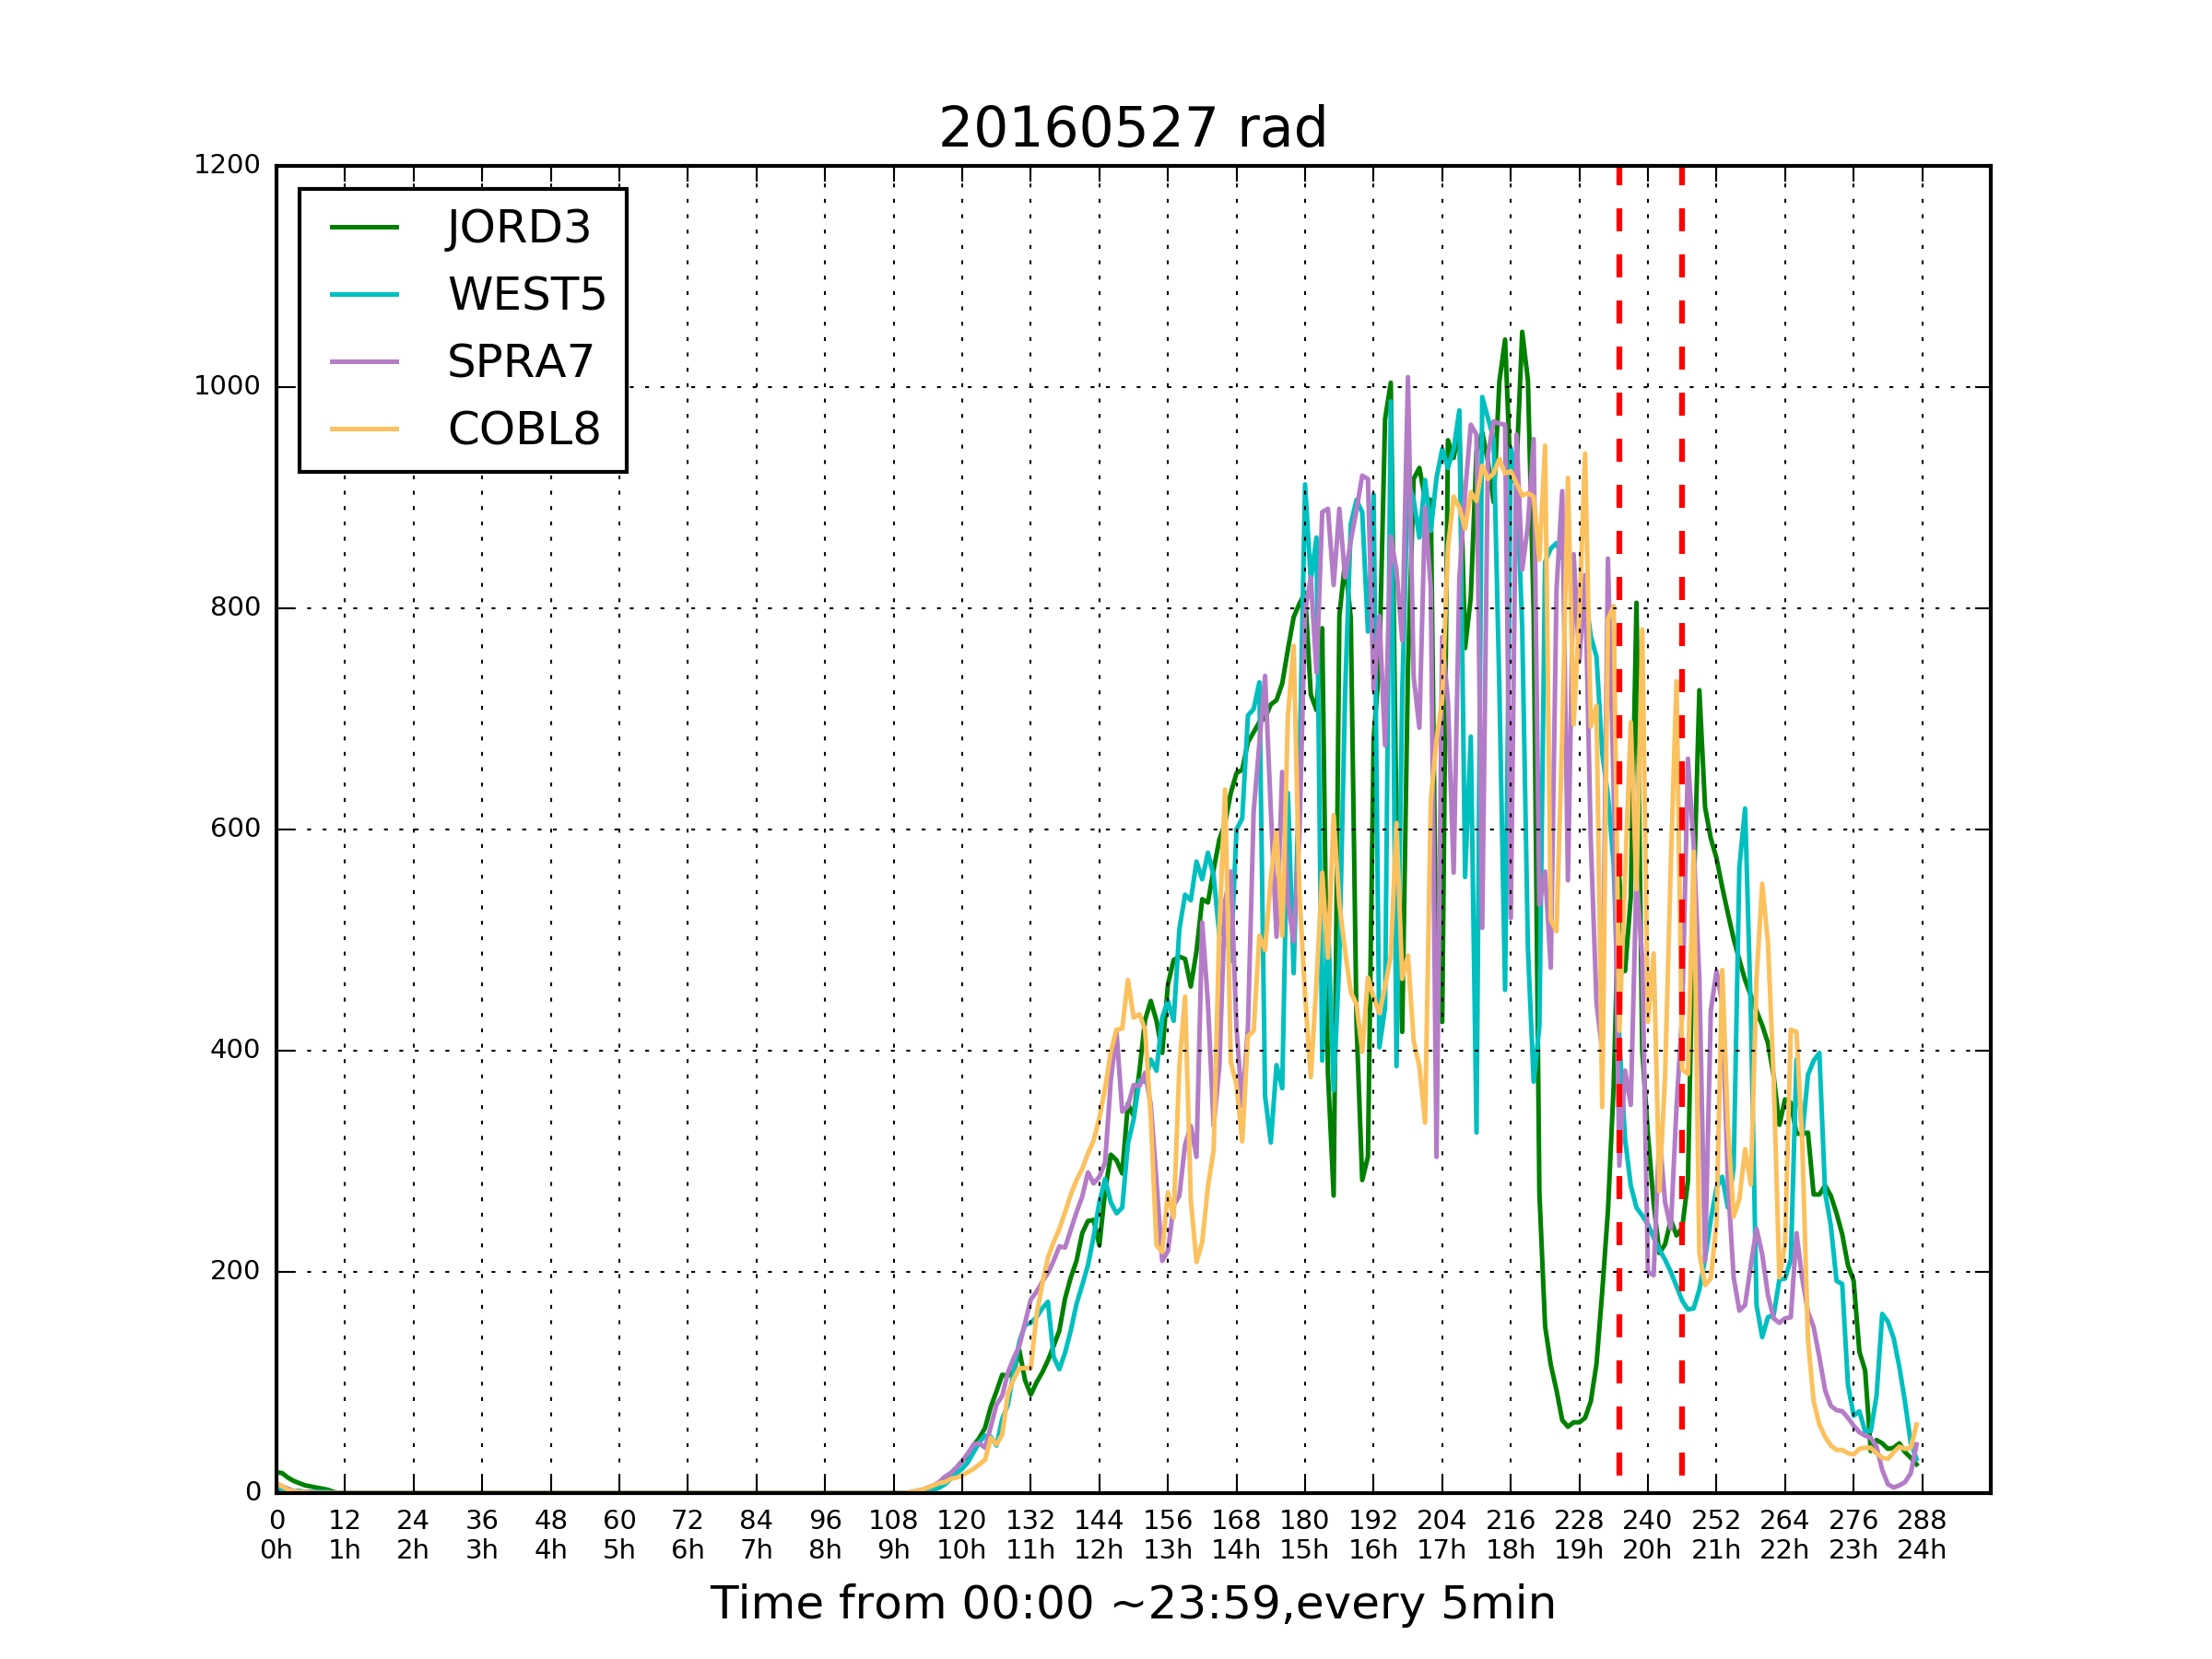 20160527 rad
1200
1000
800
600
400
200
0
JORD3
WEST5
SPRA7
COBL8
0 12 24 36 48 60 72 84 96 108 120 132 144 156 168 180 192 204 216 228 240 252 264 276 288
0h 1h 2h 3h 4h 5h 6h 7h 8h 9h 10h 11h 12h 13h 14h 15h 16h 17h 18h 19h 20h 21h 22h 23h 24h
Time from 00:00 ~23:59,every 5min